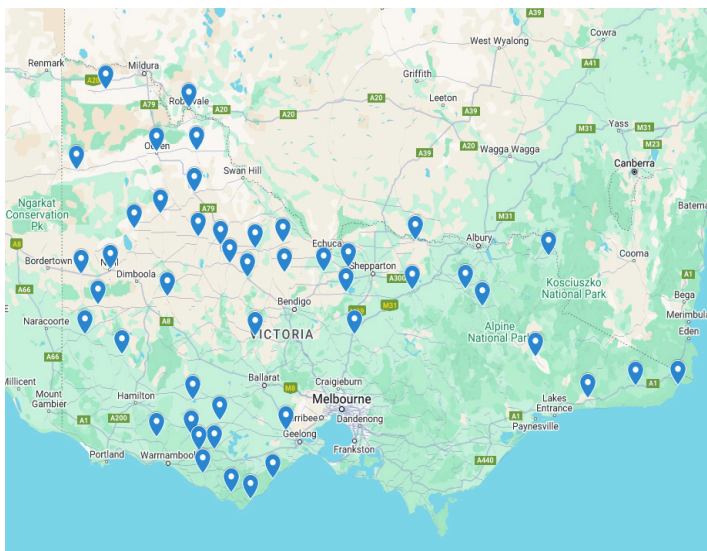 A39
Cowra
West Wyalong
Renmark
Mildura
A41
Griffith
A20
Leeton
A79
Robinvale
A20
A20
A39
Yass
M31
M31
Ouyen
A20
M23
A39
Wagga Wagga
Canberra
Swan Hill
Ngarkat
Conservation
Pk
A79
M31
Batema
A8
Echuca
Albury
Cooma
Bordertown
Nhill
Shepparton
Dimboola
A300
Kosciuszko
National Park
A1
A66
Bega
Bendigo
M31
Merimbula
Naracoorte
A8
VICTORIA
Alpine
National Park
Eden
A66
Millicent
Ballarat
Craigieburn
Mount
Gambier
Hamilton
M8
Melbourne
Lakes
Entrance
A1
A1
A200
Werribee
Dandenong
A1
Paynesville
Geelong
Portland
Warrnambool
Frankston
A440